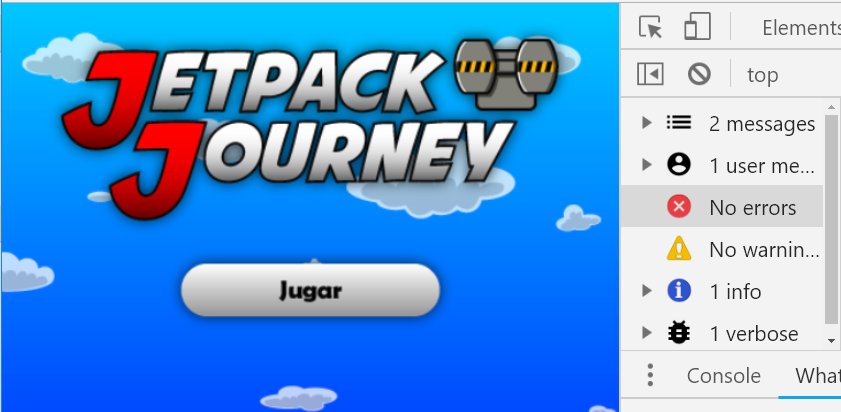 JETPACK
JOURNEY
Jugar
Elements
top
2 messages
1 user me...
No errors
No warnin...
1 info
1 verbose
Console
What